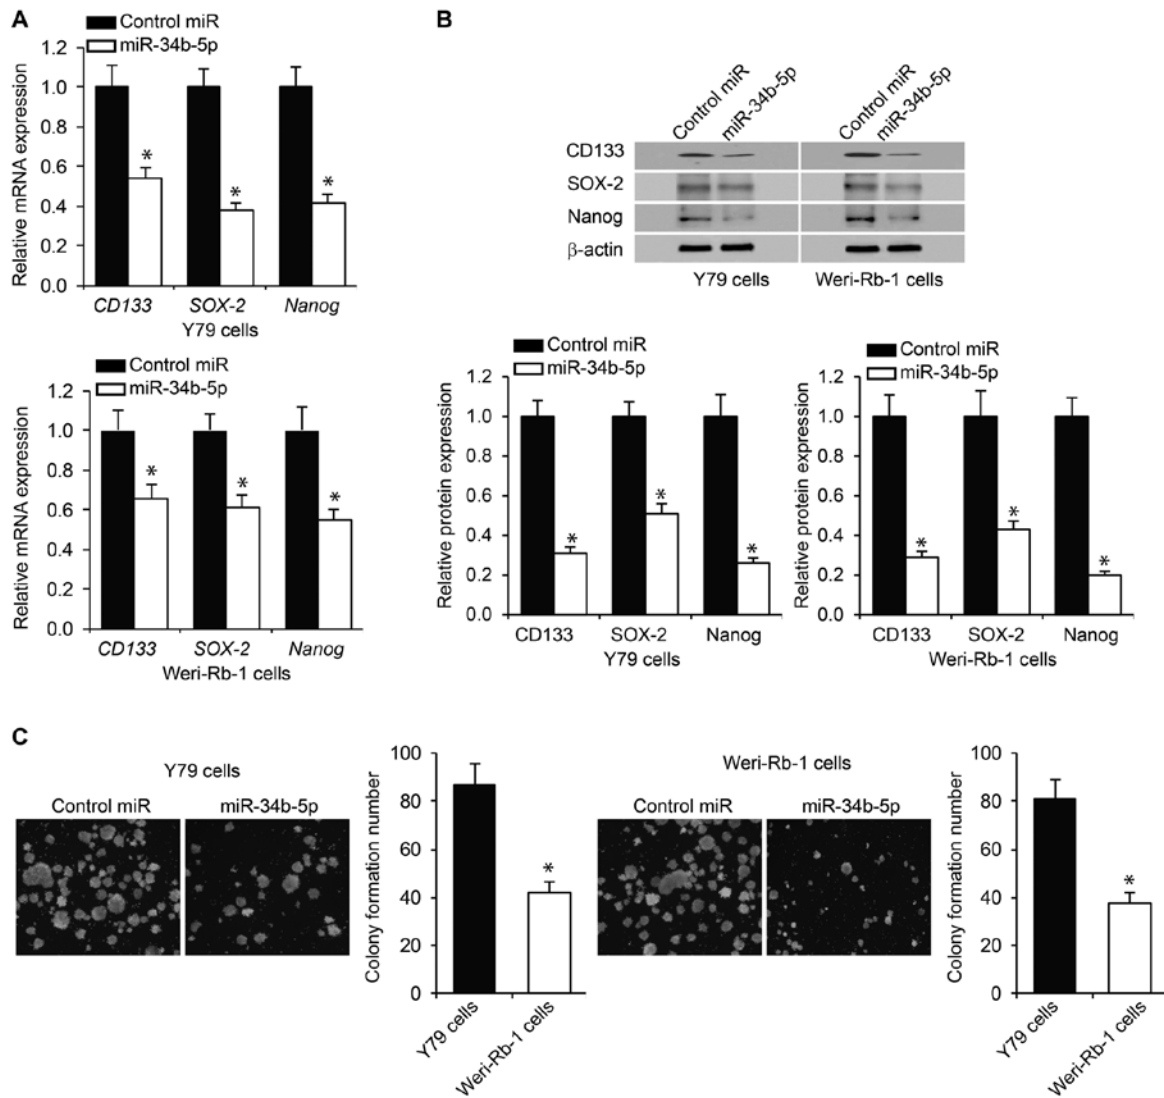 A
Control miR
miR-34b-5p
Relative mRNA expression
1.2
1.0
0.8
0.6
0.4
0.2
0.0
*
*
*
CD133 SOX-2 Nanog
Y79 cells
Control miR
miR-34b-5p
Relative mRNA expression
1.2
1.0
0.8
0.6
0.4
0.2
0.0
*
*
*
CD133 SOX-2 Nanog
Weri-Rb-1 cells
B
Control miR miR-34b-5p Control miR miR-34b-5p
CD133
SOX-2
Nanog
β-actin
Y79 cells Weri-Rb-1 cells
Control miR
miR-34b-5p
Relative protein expression
1.2
1.0
0.8
0.6
0.4
0.2
0.0
*
*
*
CD133 SOX-2 Nanog
Y79 cells
Control miR
miR-34b-5p
Relative protein expression
1.2
1.0
0.8
0.6
0.4
0.2
0.0
*
*
*
CD133 SOX-2 Nanog
Weri-Rb-1 cells
C
Y79 cells
Control miR miR-34b-5p
Colony formation number
100
80
60
40
20
0
*
Y79 cells
Weri-Rb-1 cells
Weri-Rb-1 cells
Control miR miR-34b-5p
Colony formation number
100
80
60
40
20
0
*
Y79 cells
Weri-Rb-1 cells